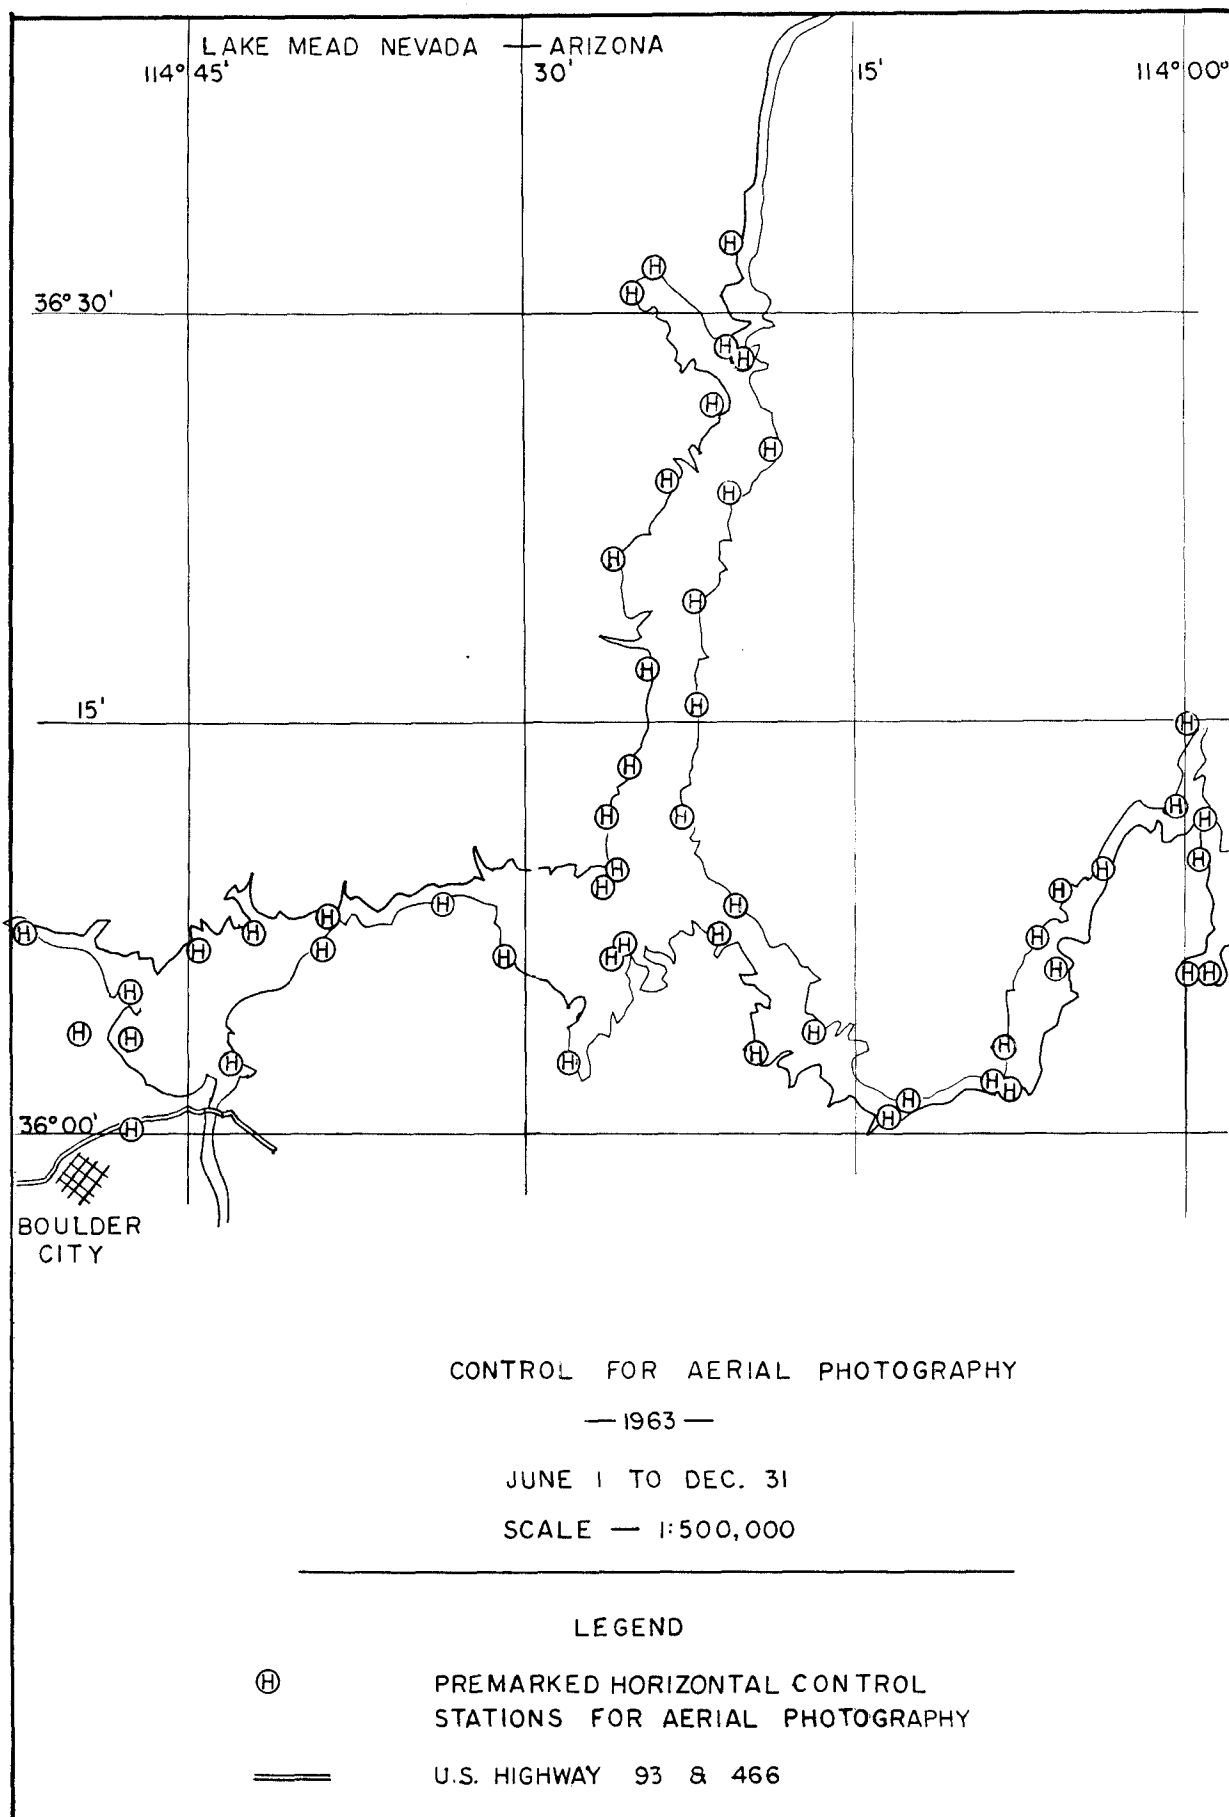 LAKE MEAD NEVADA — ARIZONA
114° 45' 30' 15' 114° 00'
36° 30'
15'
36° 00'
BOULDER
CITY
CONTROL FOR AERIAL PHOTOGRAPHY
— 1963 —
JUNE 1 TO DEC. 31
SCALE — 1:500,000
LEGEND
Ⓗ PREMARKED HORIZONTAL CONTROL
STATIONS FOR AERIAL PHOTOGRAPHY
U.S. HIGHWAY 93 & 466